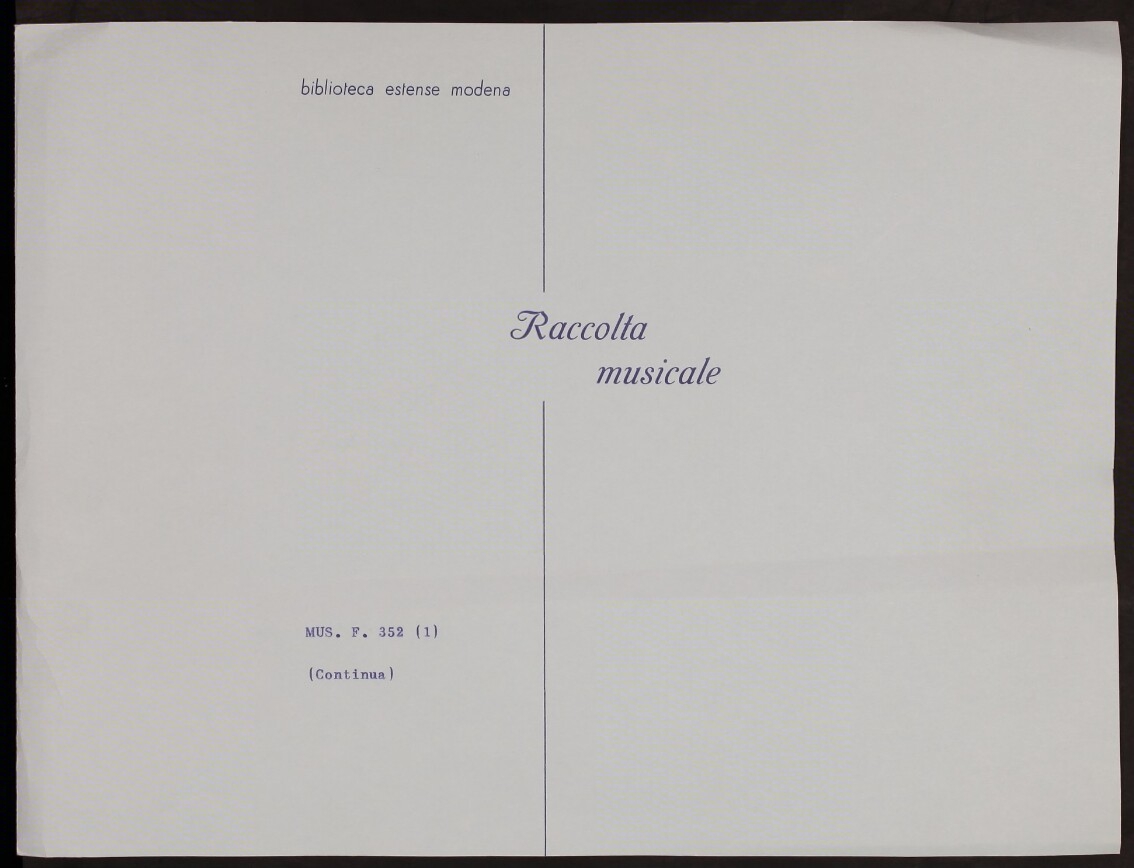 biblioteca estense modena
Raccolta
musicale
MUS. F. 352 (1)
(Continua)